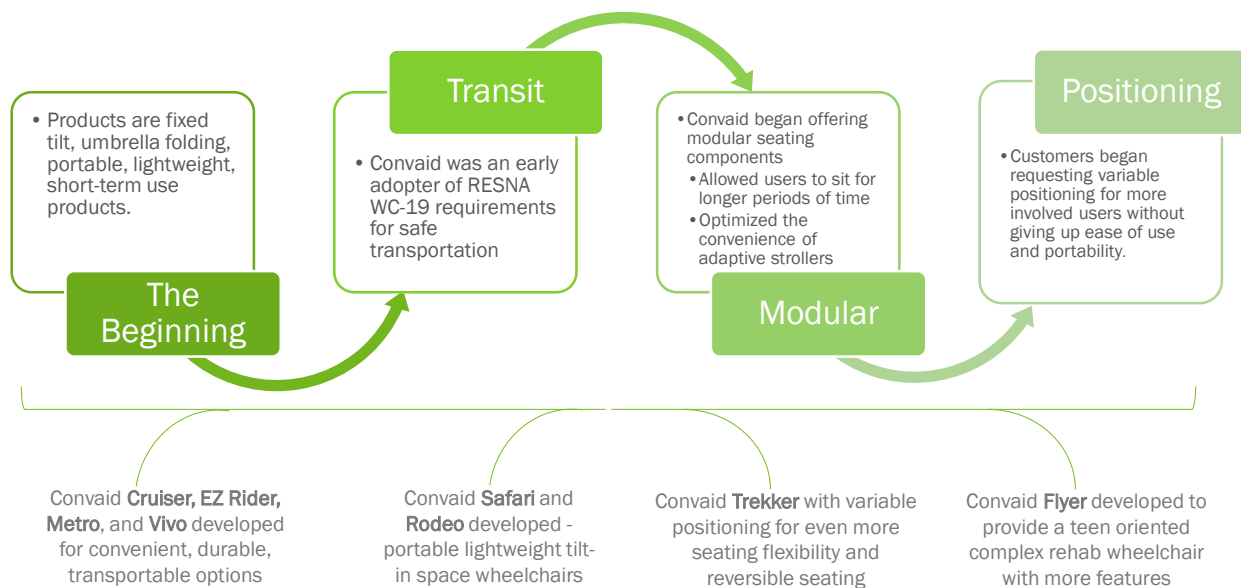 The
Beginning
• Products are fixed
tilt, umbrella folding,
portable, lightweight,
short-term use
products.
Transit
• Convaid was an early
adopter of RESNA
WC-19 requirements
for safe
transportation
Modular
•Convaid began offering
modular seating
components
•Allowed users to sit for
longer periods of time
•Optimized the
convenience of
adaptive strollers
Positioning
•Customers began
requesting variable
positioning for more
involved users without
giving up ease of use
and portability.
Convaid Cruiser, EZ Rider,
Metro, and Vivo developed
for convenient, durable,
transportable options
Convaid Safari and
Rodeo developed -
portable lightweight tilt-
in space wheelchairs
Convaid Trekker with variable
positioning for even more
seating flexibility and
reversible seating
Convaid Flyer developed to
provide a teen oriented
complex rehab wheelchair
with more features